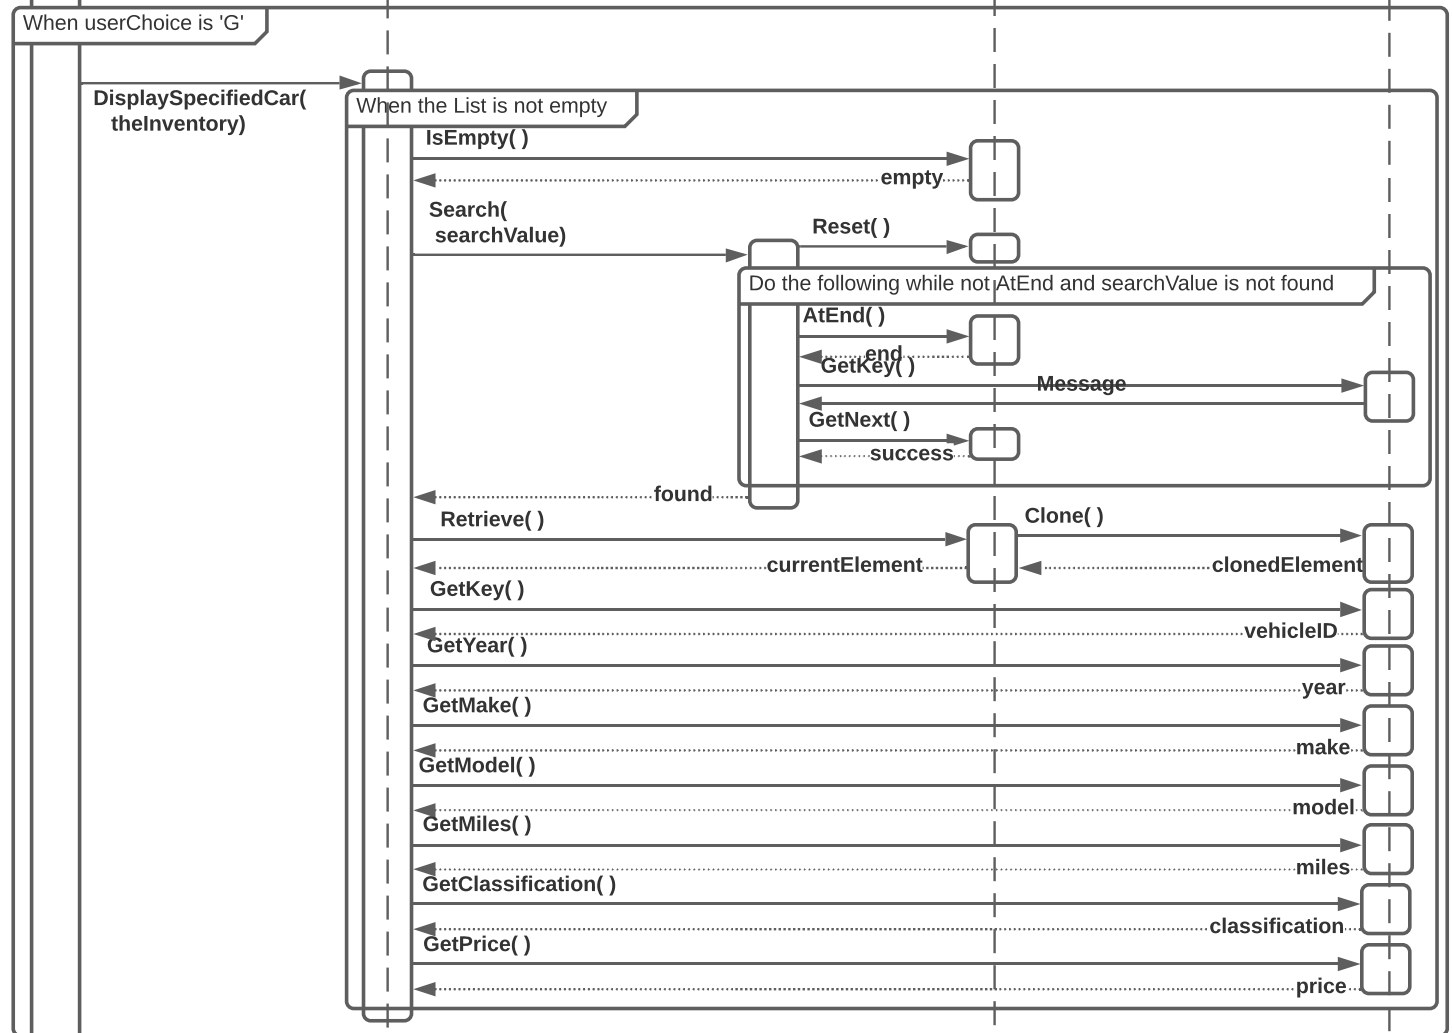 When userChoice is 'G'
DisplaySpecifiedCar(
theInventory)
When the List is not empty
IsEmpty( )
empty
Search(
searchValue)
Reset( )
Do the following while not AtEnd and searchValue is not found
AtEnd( )
end
GetKey( )
Message
GetNext( )
success
found
Retrieve( )
Clone( )
currentElement
clonedElement
GetKey( )
vehicleID
GetYear( )
year
GetMake( )
make
GetModel( )
model
GetMiles( )
miles
GetClassification( )
classification
GetPrice( )
price